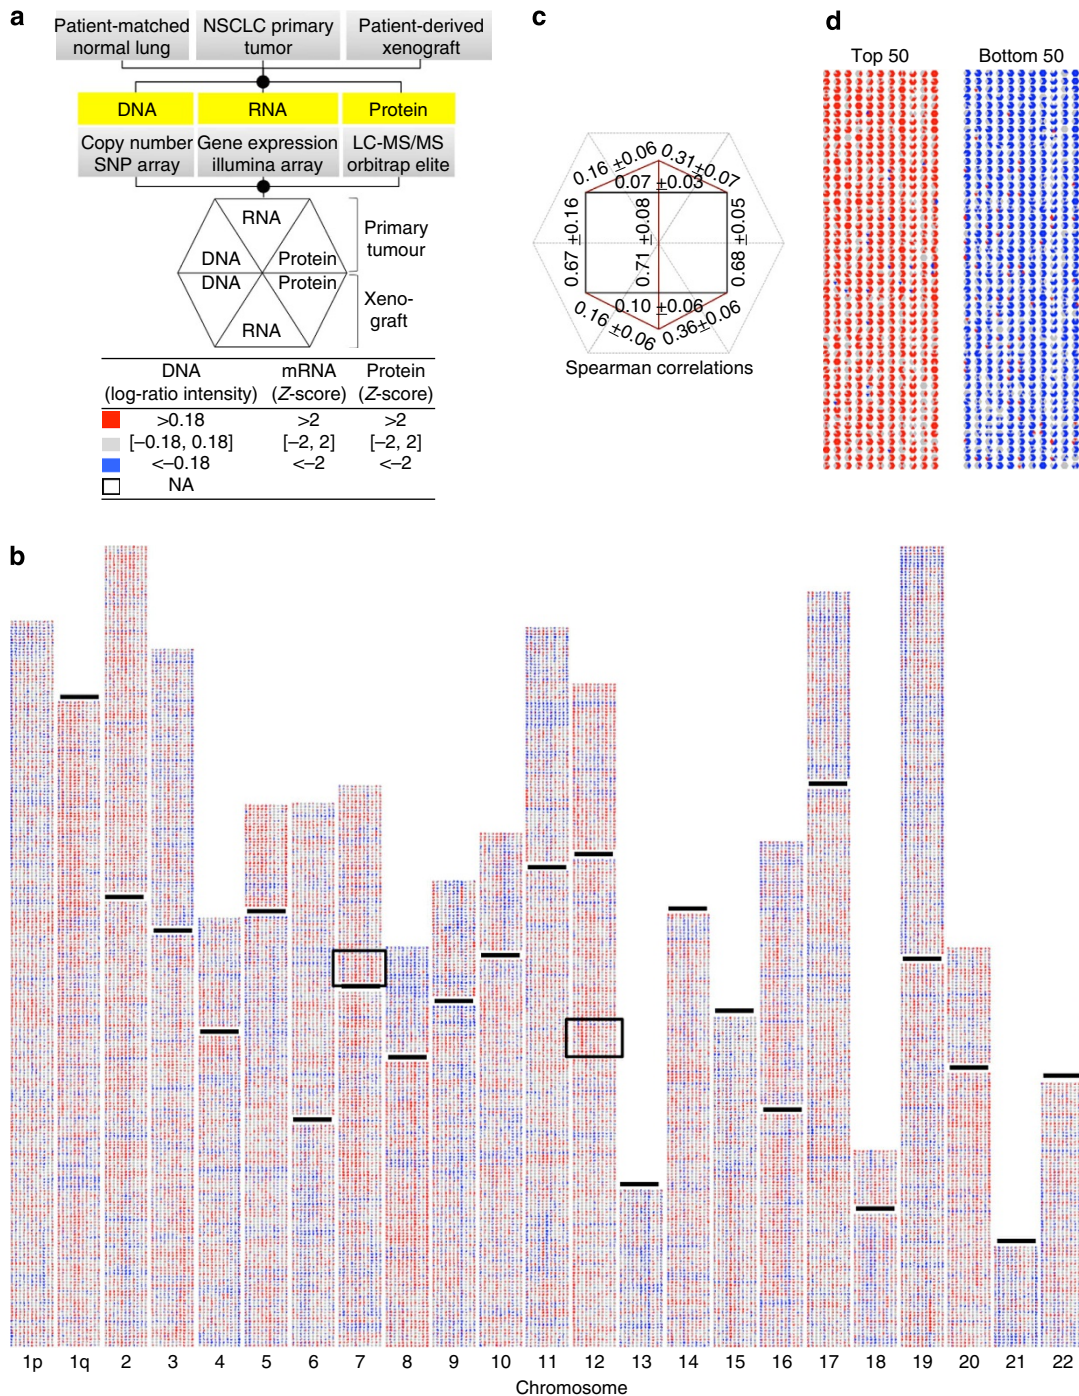 a
Patient-matched
normal lung
NSCLC primary
tumor
Patient-derived
xenograft
DNA
RNA
Protein
Copy number
SNP array
Gene expression
illumina array
LC-MS/MS
orbitrap elite
RNA
DNA
Protein
DNA
Protein
RNA
Primary
tumour
Xeno-
graft
DNA
(log-ratio intensity)
mRNA
(Z-score)
Protein
(Z-score)
>0.18
>2
>2
[−0.18, 0.18]
[−2, 2]
[−2, 2]
<−0.18
<−2
<−2
NA
c
0.16 ±0.06
0.31±0.07
0.07 ±0.03
0.67 ±0.16
0.71 ±0.08
0.68 ±0.05
0.10 ±0.06
0.16 ±0.06
0.36±0.06
Spearman correlations
d
Top 50
Bottom 50
b
1p 1q 2 3 4 5 6 7 8 9 10 11 12 13 14 15 16 17 18 19 20 21 22
Chromosome